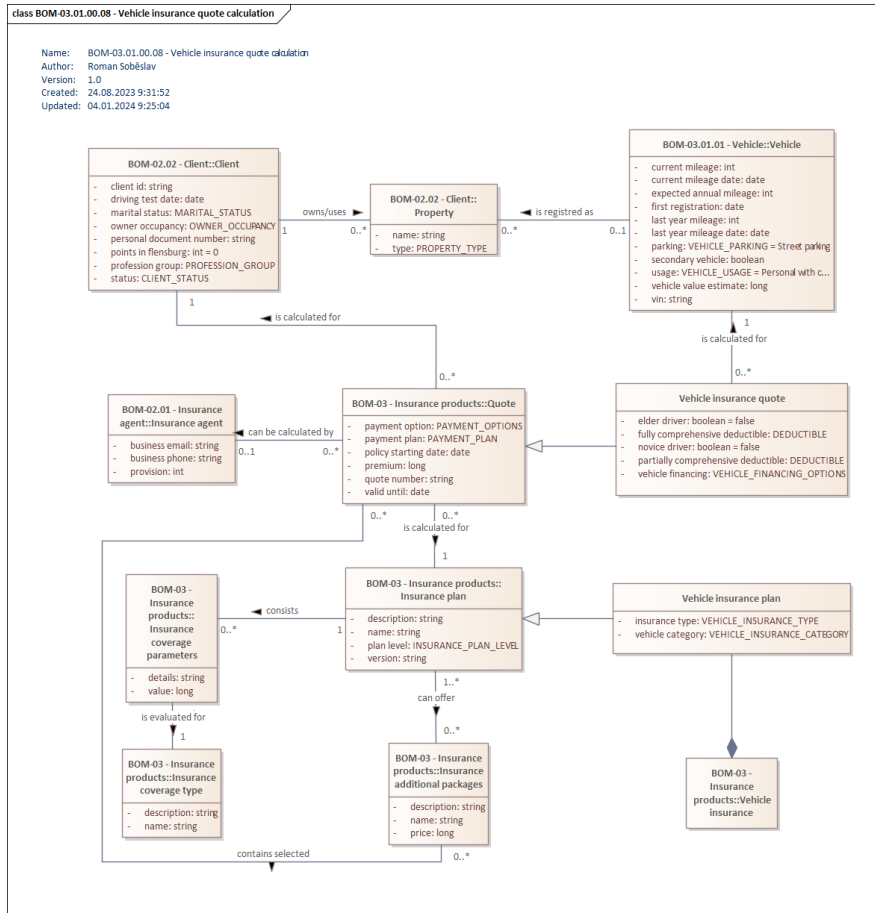 class BOM-03.01.00.08 - Vehicle insurance quote calculation
Name: BOM-03.01.00.08 - Vehicle insurance quote calculation
Author: Roman Soběslav
Version: 1.0
Created: 24.08.2023 9:31:52
Updated: 04.01.2024 9:25:04
BOM-02.02 - Client::Client
- client id: string
- driving test date: date
- marital status: MARITAL_STATUS
- owner occupancy: OWNER_OCCUPANCY
- personal document number: string
- points in flensburg: int = 0
- profession group: PROFESSION_GROUP
- status: CLIENT_STATUS
owns/uses
1
0..*
BOM-02.02 - Client::
Property
- name: string
- type: PROPERTY_TYPE
is registred as
0..*
0..1
BOM-03.01.01 - Vehicle::Vehicle
- current mileage: int
- current mileage date: date
- expected annual mileage: int
- first registration: date
- last year mileage: int
- last year mileage date: date
- parking: VEHICLE_PARKING = Street parking
- secondary vehicle: boolean
- usage: VEHICLE_USAGE = Personal with c...
- vehicle value estimate: long
- vin: string
1
is calculated for
0..*
1
is calculated for
0..*
BOM-02.01 - Insurance
agent::Insurance agent
- business email: string
- business phone: string
- provision: int
can be calculated by
0..1
0..*
BOM-03 - Insurance products::Quote
- payment option: PAYMENT_OPTIONS
- payment plan: PAYMENT_PLAN
- policy starting date: date
- premium: long
- quote number: string
- valid until: date
Vehicle insurance quote
- elder driver: boolean = false
- fully comprehensive deductible: DEDUCTIBLE
- novice driver: boolean = false
- partially comprehensive deductible: DEDUCTIBLE
- vehicle financing: VEHICLE_FINANCING_OPTIONS
0..*
0..*
is calculated for
1
BOM-03 -
Insurance
products::
Insurance
coverage
parameters
- details: string
- value: long
consists
0..*
1
BOM-03 - Insurance products::
Insurance plan
- description: string
- name: string
- plan level: INSURANCE_PLAN_LEVEL
- version: string
Vehicle insurance plan
- insurance type: VEHICLE_INSURANCE_TYPE
- vehicle category: VEHICLE_INSURANCE_CATEGORY
1..*
can offer
0..*
is evaluated for
1
BOM-03 - Insurance
products::Insurance
coverage type
- description: string
- name: string
BOM-03 - Insurance
products::Insurance
additional packages
- description: string
- name: string
- price: long
BOM-03 -
Insurance
products::Vehicle
insurance
contains selected
0..*